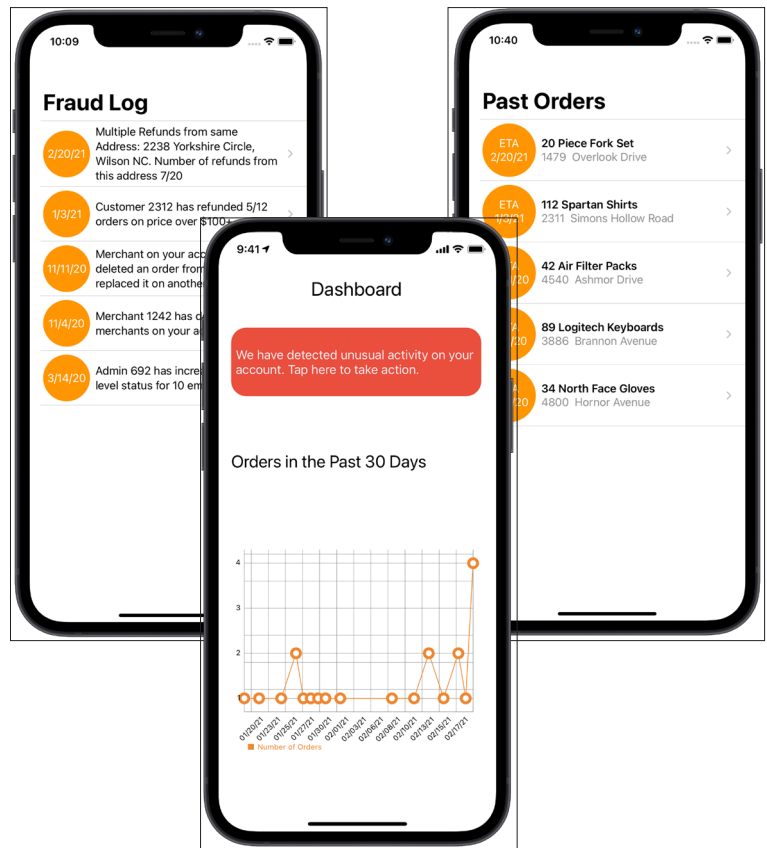 10:09
Fraud Log
2/20/21
Multiple Refunds from same
Address: 2238 Yorkshire Circle,
Wilson NC. Number of refunds from
this address 7/20
1/3/21
Customer 2312 has refunded 5/12
orders on price over $100+
11/11/20
Merchant on your
deleted an order from
replaced it on
11/4/20
Merchant 1242 has
merchants on your
3/14/20
Admin 692 has
level status for 10
10:40
Past Orders
ETA
2/20/21
20 Piece Fork Set
1479 Overlook Drive
ETA
1/3/21
112 Spartan Shirts
2311 Simons Hollow Road
42 Air Filter Packs
4540 Ashmor Drive
89 Logitech Keyboards
3886 Brannon Avenue
34 North Face Gloves
4800 Hornor Avenue
9:41
Dashboard
We have detected unusual activity on your
account. Tap here to take action.
Orders in the Past 30 Days
4
3
2
1
01/20/21 01/23/21 01/25/21 01/27/21 01/30/21 02/01/21 02/03/21 02/06/21 02/08/21 02/10/21 02/13/21 02/15/21 02/17/21
Number of Orders